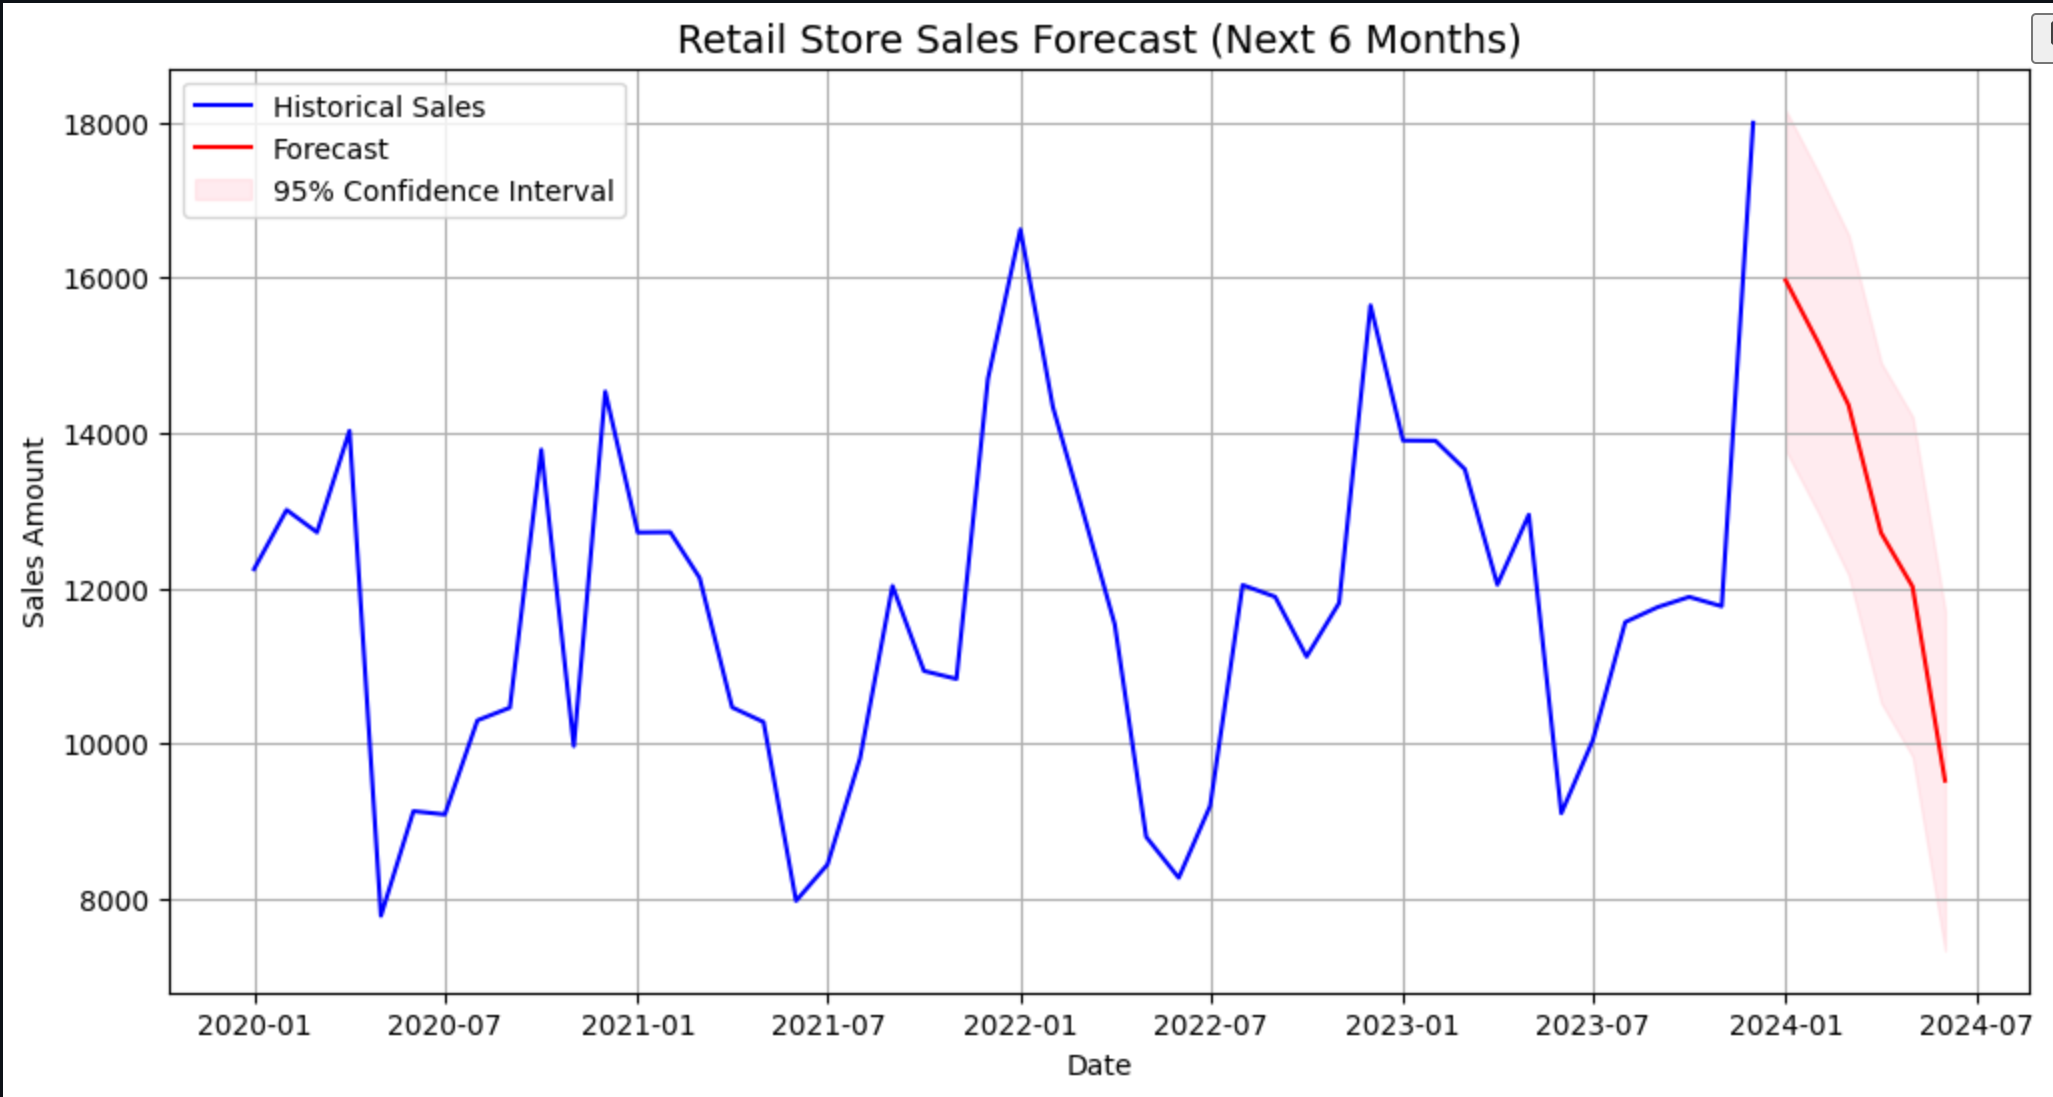 Retail Store Sales Forecast (Next 6 Months)
Historical Sales
Forecast
95% Confidence Interval
18000
16000
14000
12000
10000
8000
Sales Amount
2020-01 2020-07 2021-01 2021-07 2022-01 2022-07 2023-01 2023-07 2024-01 2024-07
Date